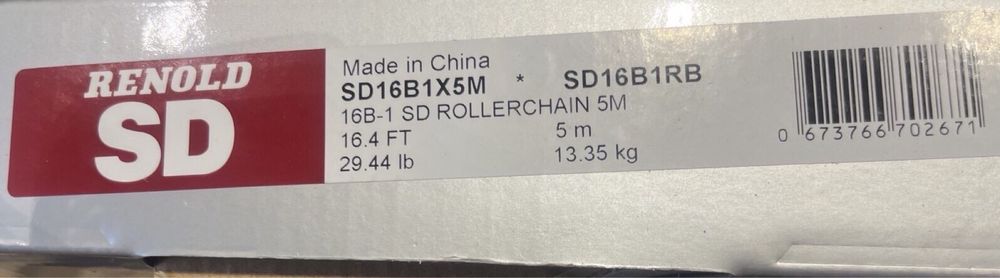 RENOLD
SD
Made in China
SD16B1X5M * SD16B1RB
16B-1 SD ROLLERCHAIN 5M
16.4 FT 5 m
29.44 lb 13.35 kg
0 673766 702671